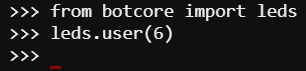 >>> from botcore import leds
>>> leds.user(6)
>>>